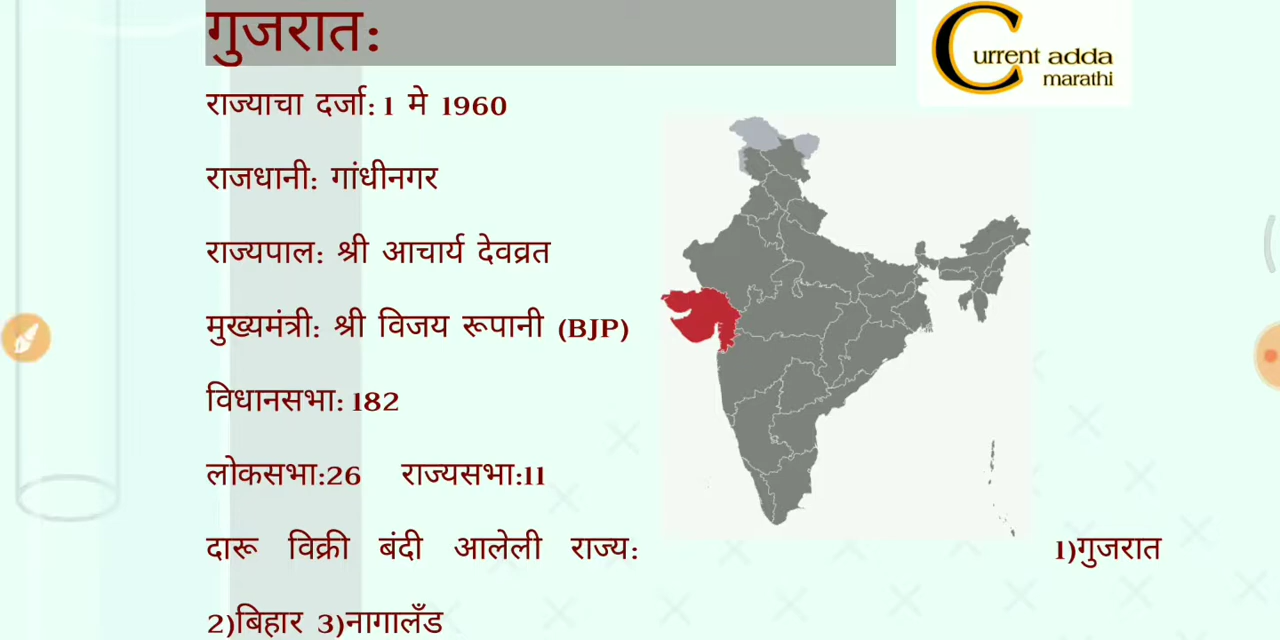 गुजरात:
Current adda
marathi
राज्याचा दर्जा: 1 मे 1960
राजधानी: गांधीनगर
राज्यपाल: श्री आचार्य देवव्रत
मुख्यमंत्री: श्री विजय रूपानी (BJP)
विधानसभा: 182
लोकसभा:26 राज्यसभा:11
दारू विक्री बंदी आलेली राज्य: 1)गुजरात
2)बिहार 3)नागालँड